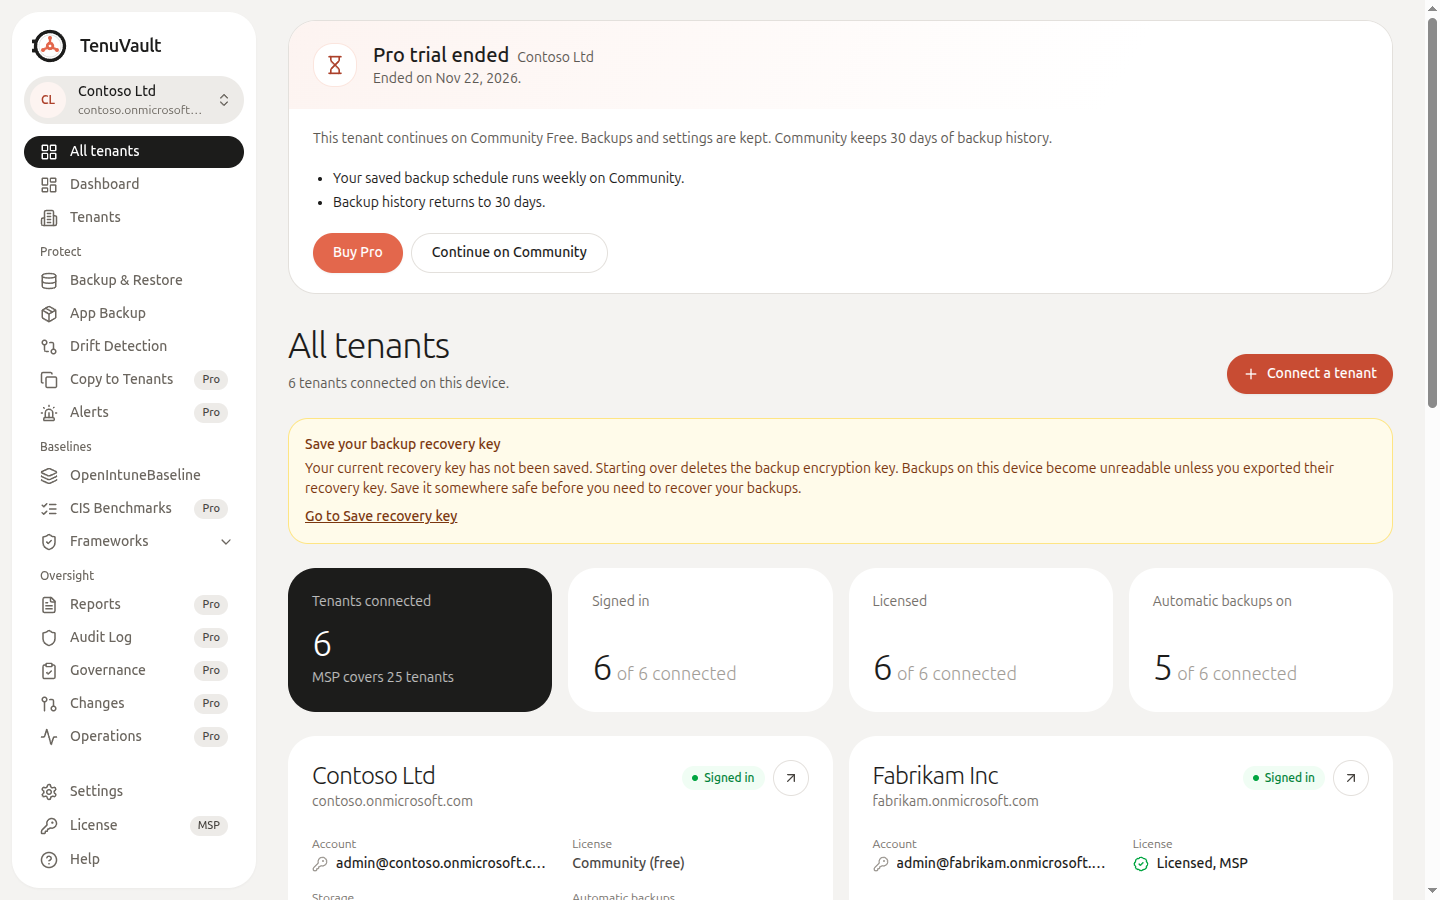 TenuVault
CL
Contoso Ltd
contoso.onmicrosoft...
All tenants
Dashboard
Tenants
Protect
Backup & Restore
App Backup
Drift Detection
Copy to Tenants Pro
Alerts Pro
Baselines
OpenIntuneBaseline
CIS Benchmarks Pro
Frameworks
Oversight
Reports Pro
Audit Log Pro
Governance Pro
Changes Pro
Operations Pro
Settings
License MSP
Help
Pro trial ended Contoso Ltd
Ended on Nov 22, 2026.
This tenant continues on Community Free. Backups and settings are kept. Community keeps 30 days of backup history.
• Your saved backup schedule runs weekly on Community.
• Backup history returns to 30 days.
Buy Pro Continue on Community
All tenants
6 tenants connected on this device.
+ Connect a tenant
Save your backup recovery key
Your current recovery key has not been saved. Starting over deletes the backup encryption key. Backups on this device become unreadable unless you exported their
recovery key. Save it somewhere safe before you need to recover your backups.
Go to Save recovery key
Tenants connected
6
MSP covers 25 tenants
Signed in
6 of 6 connected
Licensed
6 of 6 connected
Automatic backups on
5 of 6 connected
Contoso Ltd
contoso.onmicrosoft.com
Signed in
Account
admin@contoso.onmicrosoft.c...
License
Community (free)
Storage
Automatic backups
Fabrikam Inc
fabrikam.onmicrosoft.com
Signed in
Account
admin@fabrikam.onmicrosoft....
License
Licensed, MSP